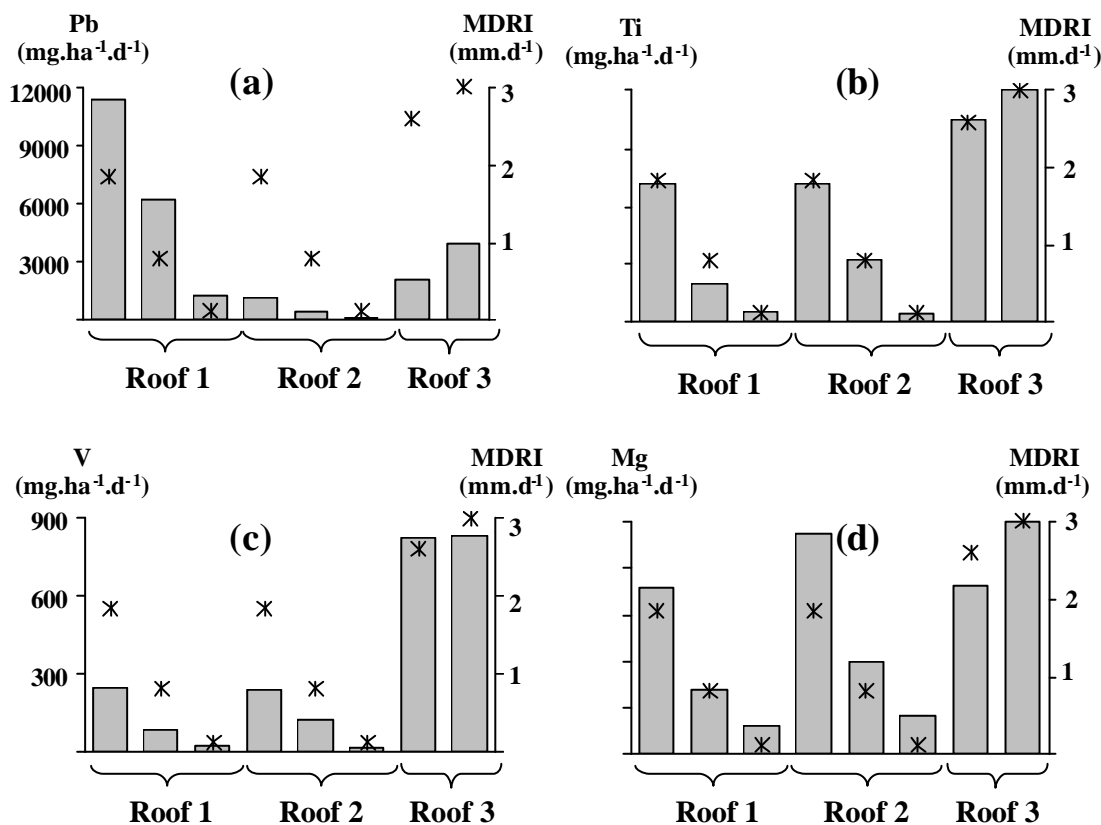 Pb
(mg.ha⁻¹.d⁻¹)
(a)
MDRI
(mm.d⁻¹)
12000
9000
6000
3000
3
2
1
Roof 1 Roof 2 Roof 3
Ti
(mg.ha⁻¹.d⁻¹)
(b)
MDRI
(mm.d⁻¹)
3
2
1
Roof 1 Roof 2 Roof 3
V
(mg.ha⁻¹.d⁻¹)
(c)
MDRI
(mm.d⁻¹)
900
600
300
3
2
1
Roof 1 Roof 2 Roof 3
Mg
(mg.ha⁻¹.d⁻¹)
(d)
MDRI
(mm.d⁻¹)
3
2
1
Roof 1 Roof 2 Roof 3